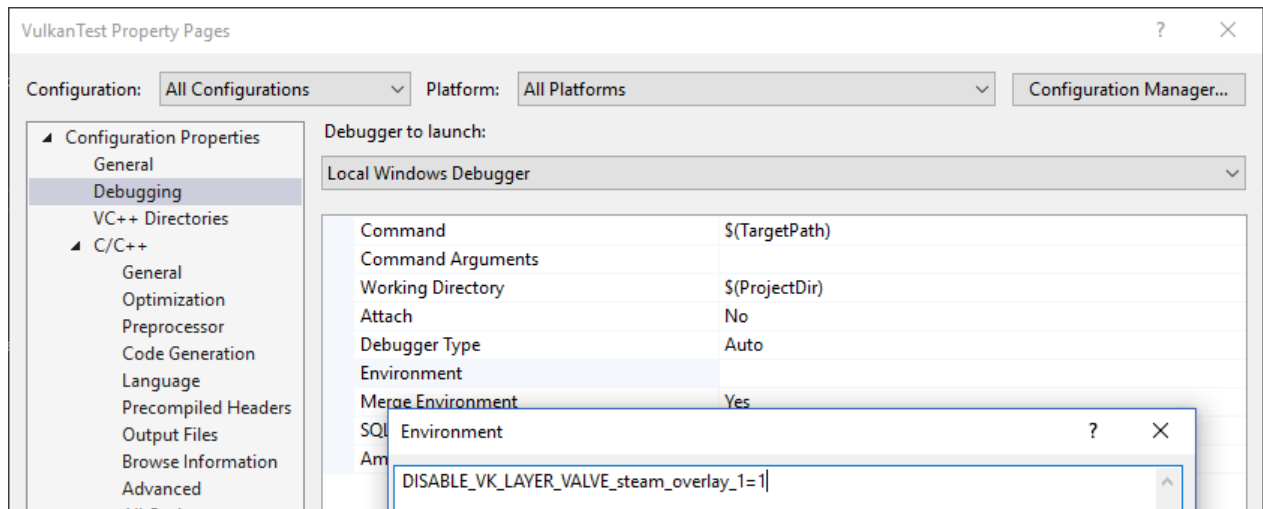 VulkanTest Property Pages
? ×
Configuration: All Configurations Platform: All Platforms Configuration Manager...
Configuration Properties
General
Debugging
VC++ Directories
C/C++
General
Optimization
Preprocessor
Code Generation
Language
Precompiled Headers
Output Files
Browse Information
Advanced
Debugger to launch:
Local Windows Debugger
Command $(TargetPath)
Command Arguments
Working Directory $(ProjectDir)
Attach No
Debugger Type Auto
Environment
Merge Environment Yes
SQL
Am
Environment ? ×
DISABLE_VK_LAYER_VALVE_steam_overlay_1=1